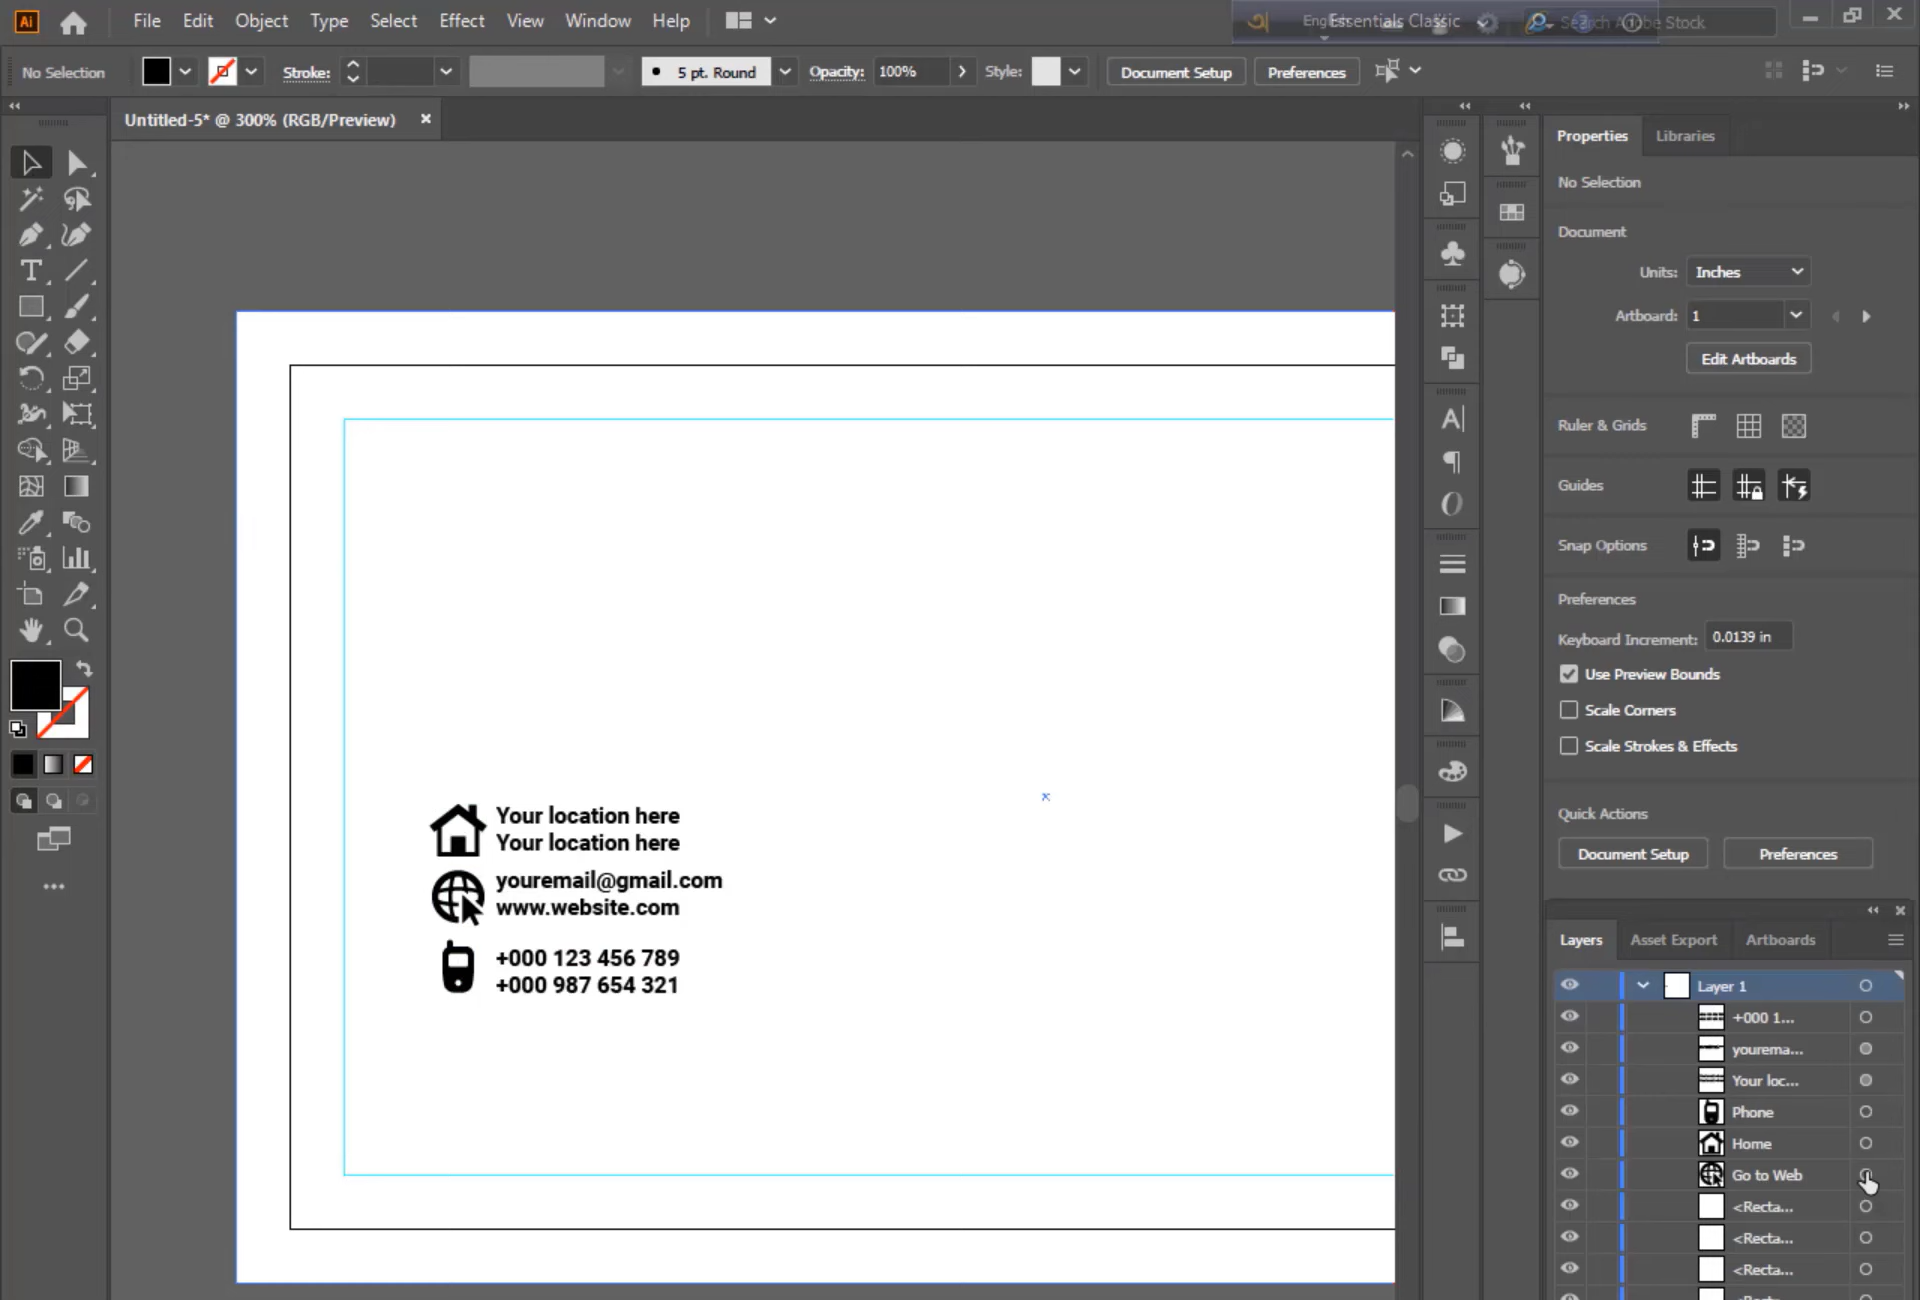 Ai File Edit Object Type Select Effect View Window Help Essentials Classic
No Selection Stroke: 5 pt. Round Opacity: 100% Style: Document Setup Preferences
Untitled-5* @ 300% (RGB/Preview) ×
Properties Libraries
No Selection
Document
Units: Inches
Artboard: 1
Edit Artboards
Ruler & Grids
Guides
Snap Options
Preferences
Keyboard Increment: 0.0139 in
Use Preview Bounds
Scale Corners
Scale Strokes & Effects
Quick Actions
Document Setup Preferences
Your location here
Your location here
youremail@gmail.com
www.website.com
+000 123 456 789
+000 987 654 321
Layers Asset Export Artboards
Layer 1
+000 1...
yourema...
Your loc...
Phone
Home
Go to Web
<Recta...
<Recta...
<Recta...